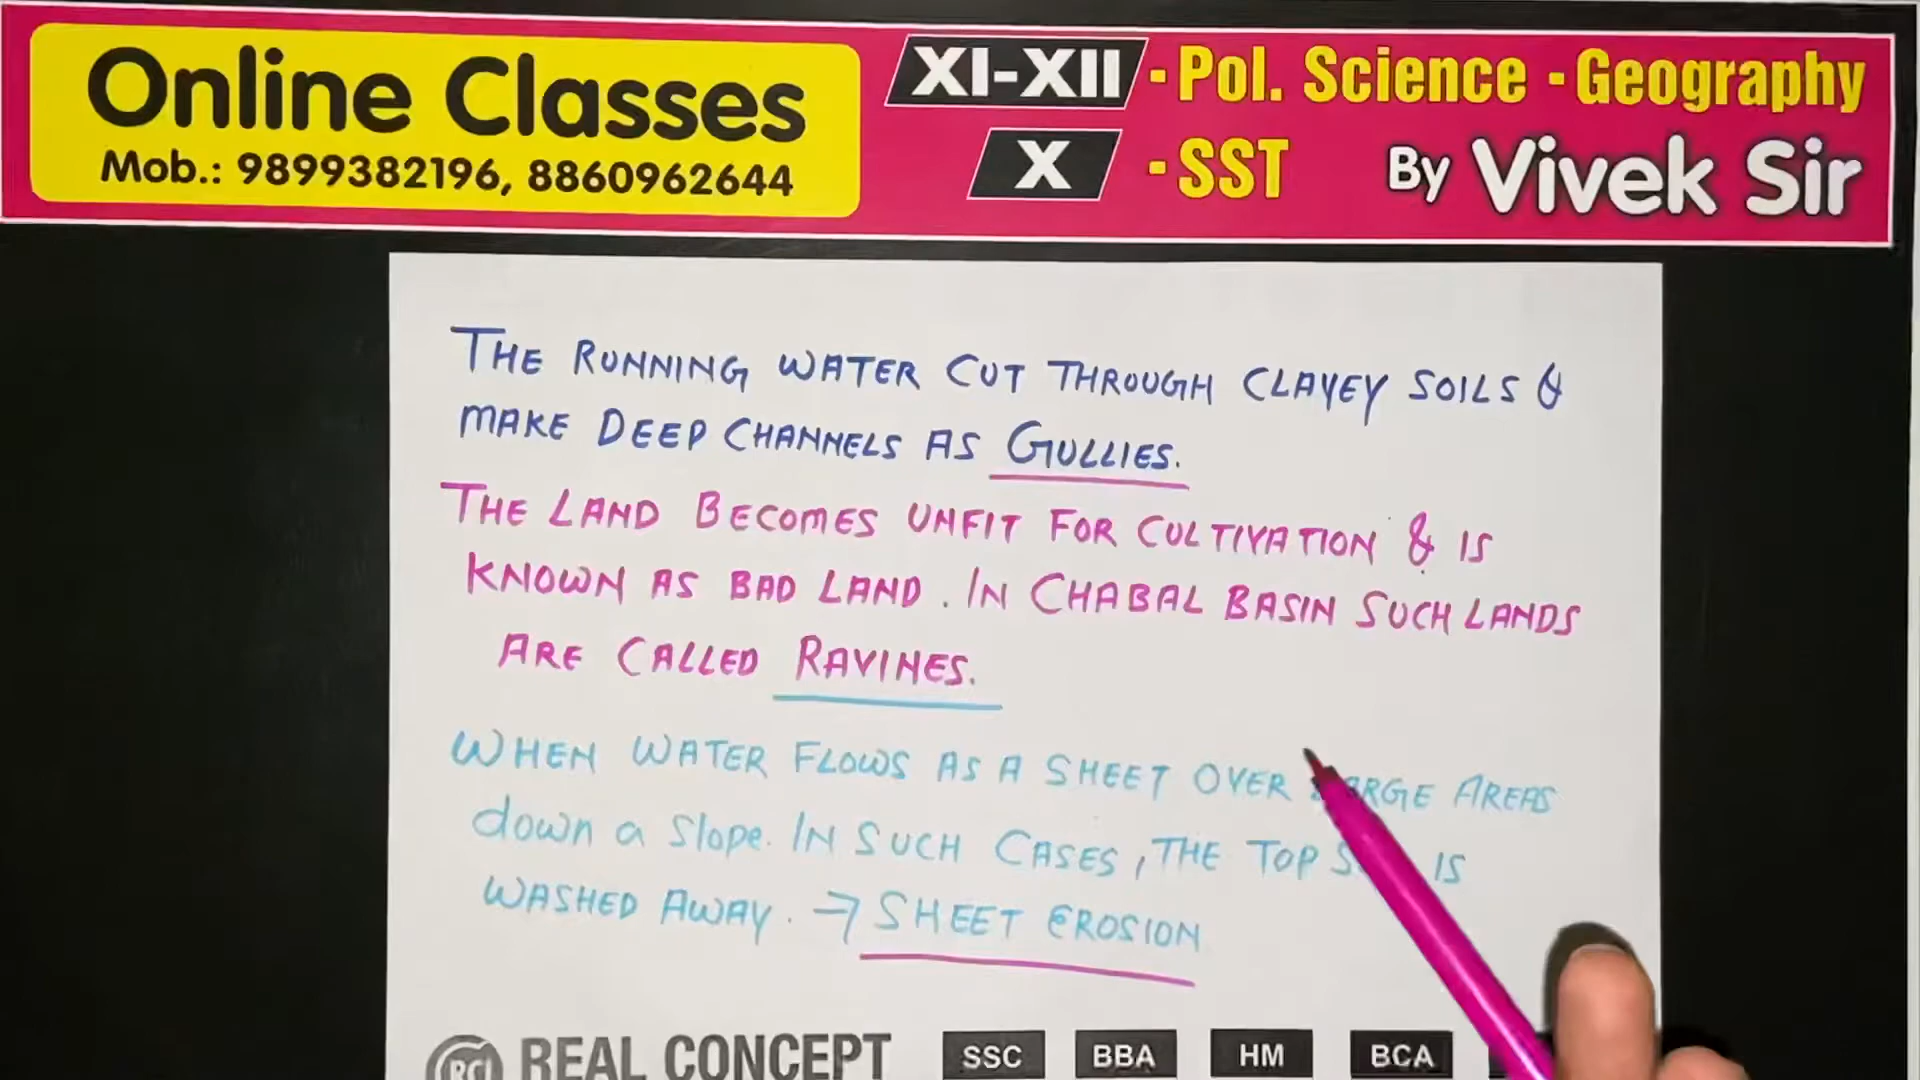 Online Classes
Mob.: 9899382196, 8860962644
XI-XII - Pol. Science - Geography
X - SST By Vivek Sir
THE RUNNING WATER CUT THROUGH CLAYEY SOILS &
MAKE DEEP CHANNELS AS GULLIES.
THE LAND BECOMES UNFIT FOR CULTIVATION & IS
KNOWN AS BAD LAND. IN CHABAL BASIN SUCH LANDS
ARE CALLED RAVINES.
WHEN WATER FLOWS AS A SHEET OVER LARGE AREAS
down a slope. IN SUCH CASES, THE TOP SOIL IS
WASHED AWAY. → SHEET EROSION
RCI REAL CONCEPT SSC BBA HM BCA